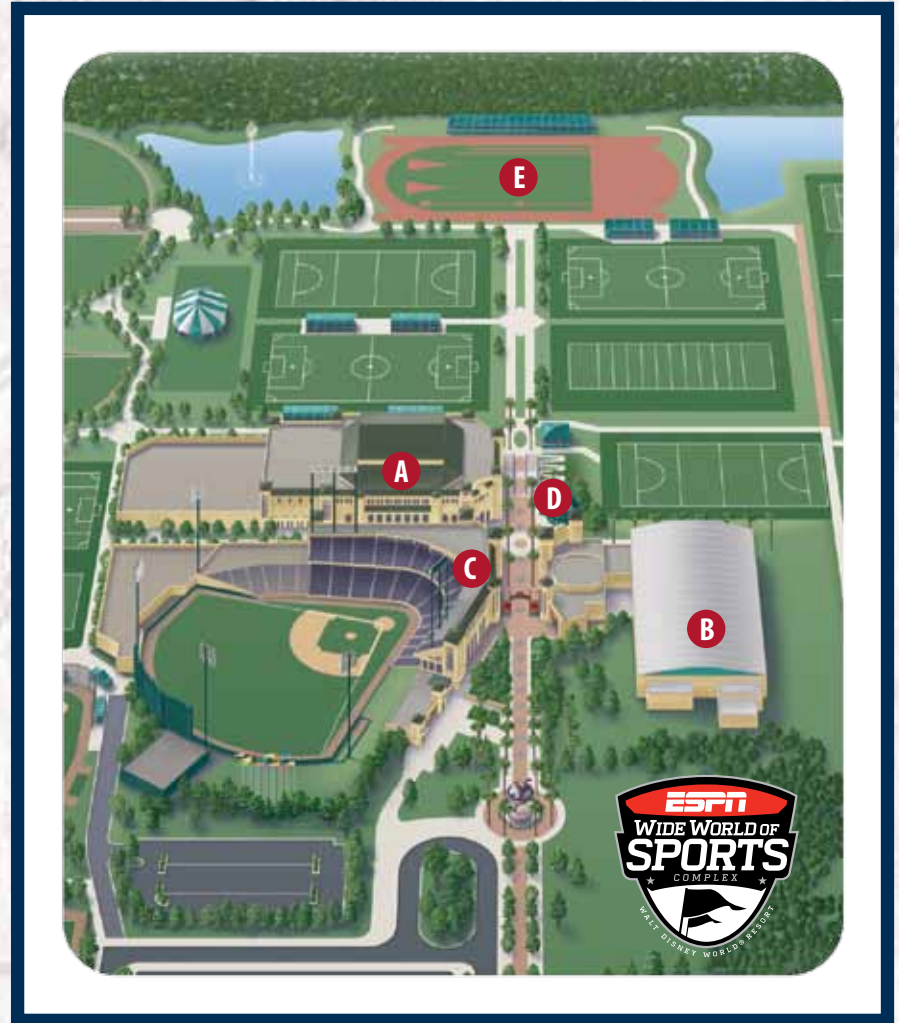 E
A
D
C
B
ESPN
WIDE WORLD OF
SPORTS
COMPLEX
WALT DISNEY WORLD® RESORT